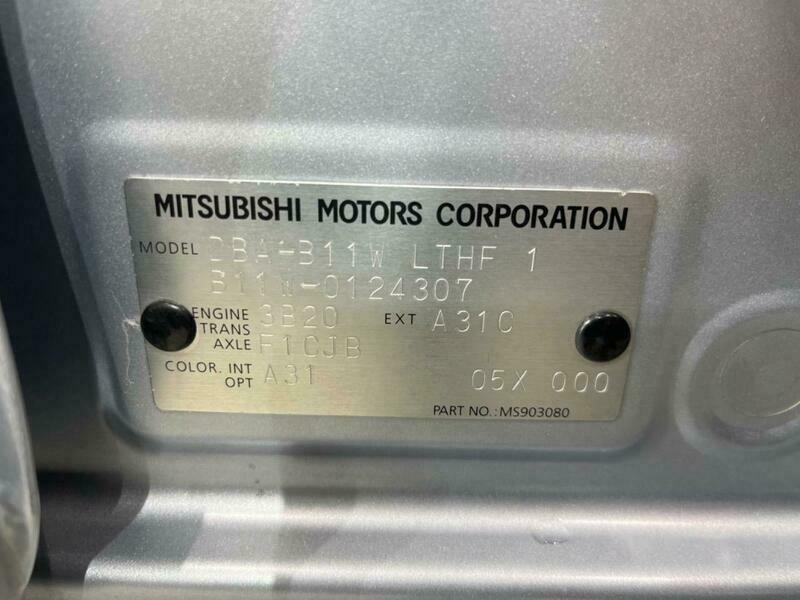 MITSUBISHI MOTORS CORPORATION
MODEL DBA-B11W LTHF 1
B11W-0124307
ENGINE 3B20 EXT A31C
TRANS
AXLE F1CJB
COLOR. INT A31
OPT 05X 000
PART NO.: MS903080